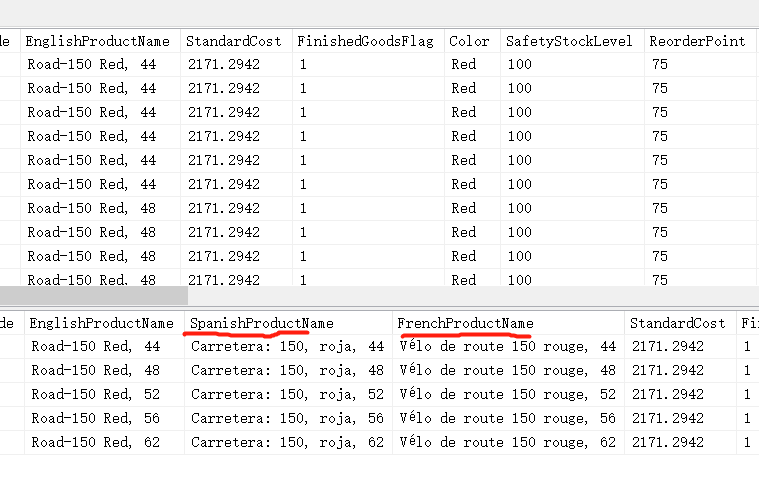 de EnglishProductName StandardCost FinishedGoodsFlag Color SafetyStockLevel ReorderPoint
Road-150 Red, 44 2171.2942 1 Red 100 75
Road-150 Red, 44 2171.2942 1 Red 100 75
Road-150 Red, 44 2171.2942 1 Red 100 75
Road-150 Red, 44 2171.2942 1 Red 100 75
Road-150 Red, 44 2171.2942 1 Red 100 75
Road-150 Red, 44 2171.2942 1 Red 100 75
Road-150 Red, 48 2171.2942 1 Red 100 75
Road-150 Red, 48 2171.2942 1 Red 100 75
Road-150 Red, 48 2171.2942 1 Red 100 75
Road-150 Red, 48 2171.2942 1 Red 100 75
de EnglishProductName SpanishProductName FrenchProductName StandardCost Fi
Road-150 Red, 44 Carretera: 150, roja, 44 Vélo de route 150 rouge, 44 2171.2942 1
Road-150 Red, 48 Carretera: 150, roja, 48 Vélo de route 150 rouge, 48 2171.2942 1
Road-150 Red, 52 Carretera: 150, roja, 52 Vélo de route 150 rouge, 52 2171.2942 1
Road-150 Red, 56 Carretera: 150, roja, 56 Vélo de route 150 rouge, 56 2171.2942 1
Road-150 Red, 62 Carretera: 150, roja, 62 Vélo de route 150 rouge, 62 2171.2942 1